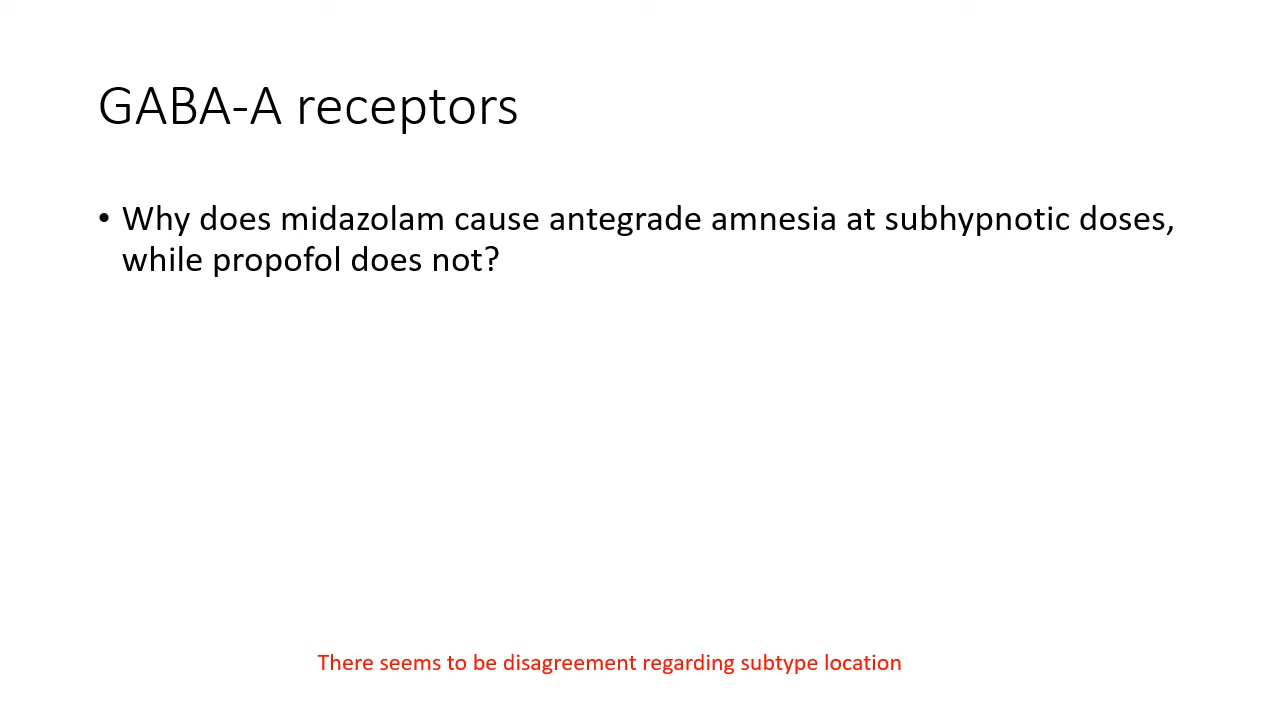 GABA-A receptors
• Why does midazolam cause antegrade amnesia at subhypnotic doses,
while propofol does not?
There seems to be disagreement regarding subtype location